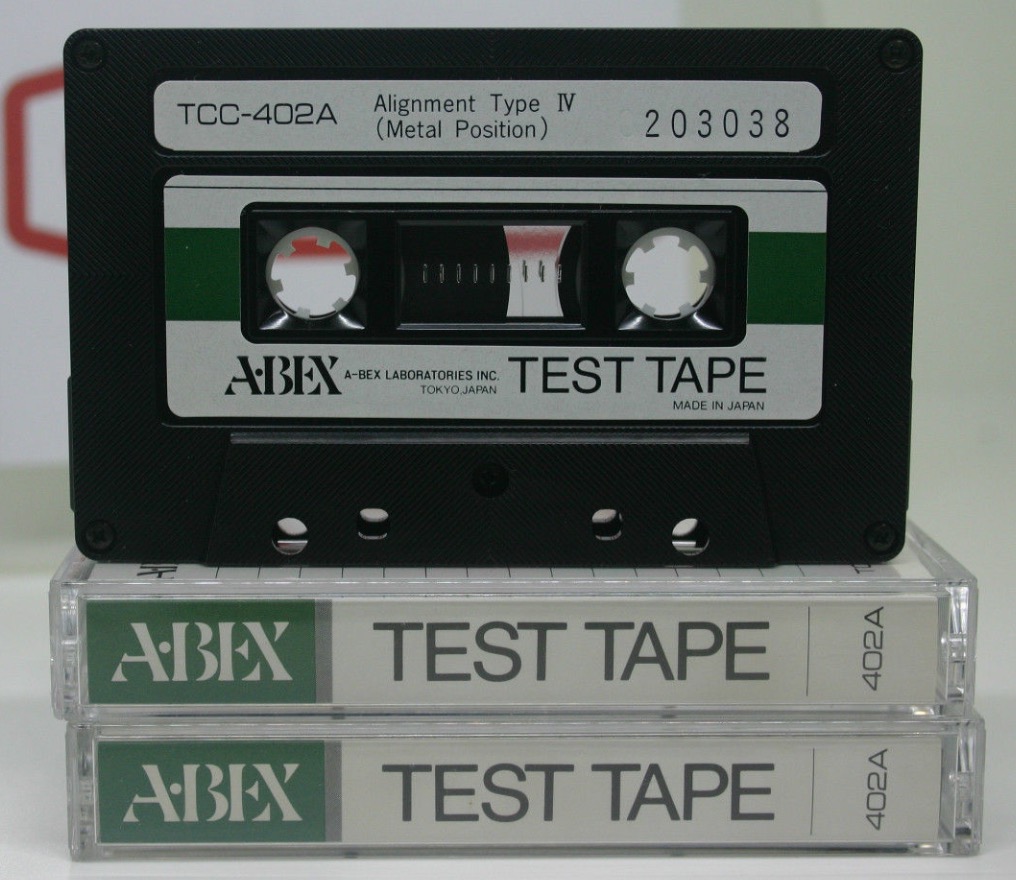 TCC-402A
Alignment Type Ⅳ
(Metal Position)
203038
A·BEX A-BEX LABORATORIES INC. TEST TAPE
TOKYO,JAPAN
MADE IN JAPAN
A·BEX TEST TAPE 402A
A·BEX TEST TAPE 402A